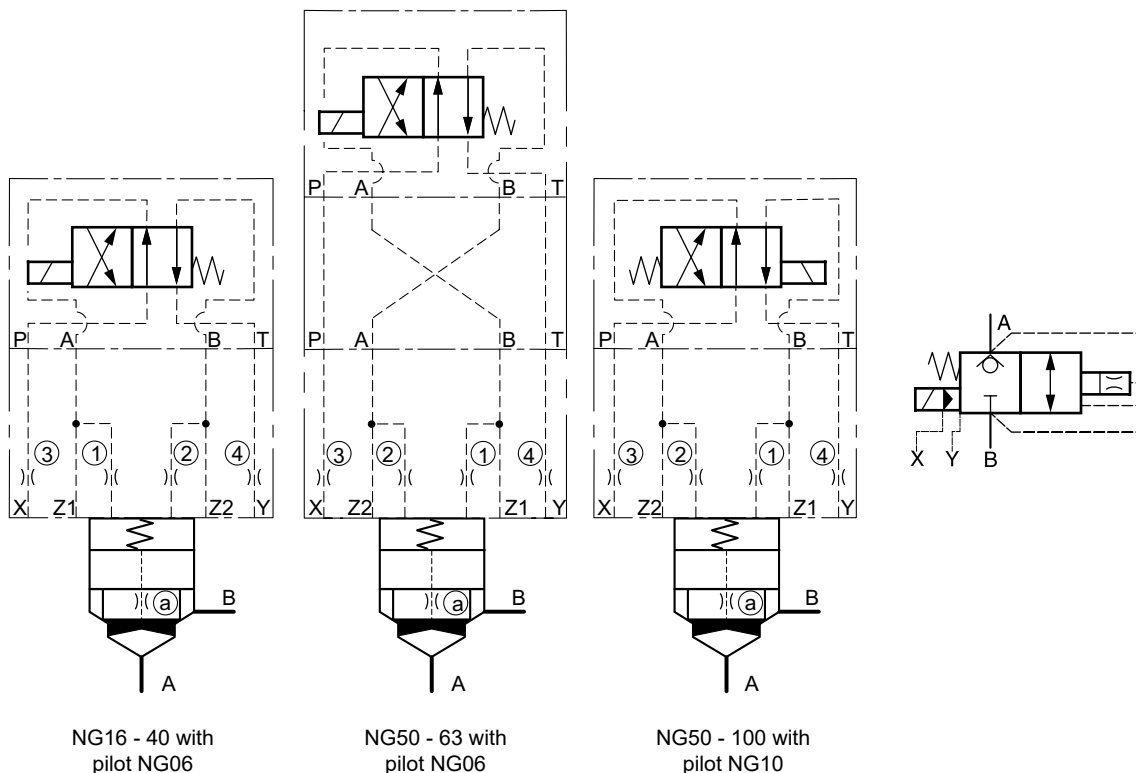 P A B T
P A B T
P A B T
P A B T
3 1 2 4
3 2 1 4
3 2 1 4
X Z1 Z2 Y
X Z2 Z1 Y
X Z2 Z1 Y
a B
a B
a B
A
A
A
A
X Y B
NG16 - 40 with
pilot NG06
NG50 - 63 with
pilot NG06
NG50 - 100 with
pilot NG10